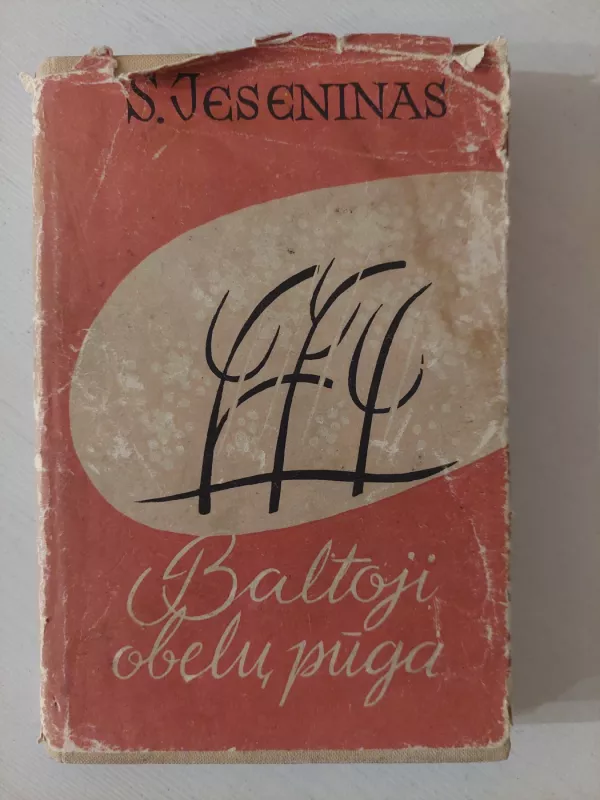 S. JESENINAS
Baltoji
obelų pūga